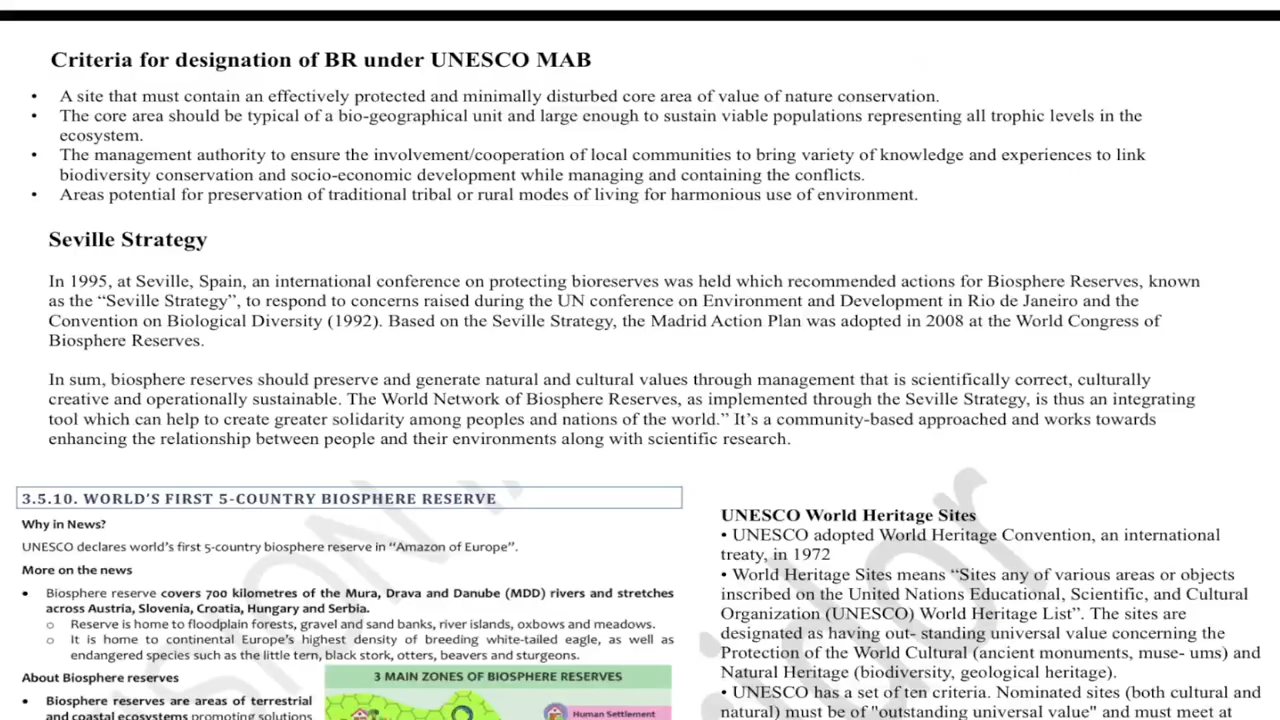 Criteria for designation of BR under UNESCO MAB
• A site that must contain an effectively protected and minimally disturbed core area of value of nature conservation.
• The core area should be typical of a bio-geographical unit and large enough to sustain viable populations representing all trophic levels in the
ecosystem.
• The management authority to ensure the involvement/cooperation of local communities to bring variety of knowledge and experiences to link
biodiversity conservation and socio-economic development while managing and containing the conflicts.
• Areas potential for preservation of traditional tribal or rural modes of living for harmonious use of environment.
Seville Strategy
In 1995, at Seville, Spain, an international conference on protecting bioreserves was held which recommended actions for Biosphere Reserves, known
as the “Seville Strategy”, to respond to concerns raised during the UN conference on Environment and Development in Rio de Janeiro and the
Convention on Biological Diversity (1992). Based on the Seville Strategy, the Madrid Action Plan was adopted in 2008 at the World Congress of
Biosphere Reserves.
In sum, biosphere reserves should preserve and generate natural and cultural values through management that is scientifically correct, culturally
creative and operationally sustainable. The World Network of Biosphere Reserves, as implemented through the Seville Strategy, is thus an integrating
tool which can help to create greater solidarity among peoples and nations of the world.” It’s a community-based approached and works towards
enhancing the relationship between people and their environments along with scientific research.
3.5.10. WORLD’S FIRST 5-COUNTRY BIOSPHERE RESERVE
Why in News?
UNESCO declares world’s first 5-country biosphere reserve in “Amazon of Europe”.
More on the news
• Biosphere reserve covers 700 kilometres of the Mura, Drava and Danube (MDD) rivers and stretches
across Austria, Slovenia, Croatia, Hungary and Serbia.
o Reserve is home to floodplain forests, gravel and sand banks, river islands, oxbows and meadows.
o It is home to continental Europe’s highest density of breeding white-tailed eagle, as well as
endangered species such as the little tern, black stork, otters, beavers and sturgeons.
About Biosphere reserves
• Biosphere reserves are areas of terrestrial
and coastal ecosystems promoting solutions
3 MAIN ZONES OF BIOSPHERE RESERVES
Human Settlement
UNESCO World Heritage Sites
• UNESCO adopted World Heritage Convention, an international
treaty, in 1972
• World Heritage Sites means “Sites any of various areas or objects
inscribed on the United Nations Educational, Scientific, and Cultural
Organization (UNESCO) World Heritage List”. The sites are
designated as having out- standing universal value concerning the
Protection of the World Cultural (ancient monuments, muse- ums) and
Natural Heritage (biodiversity, geological heritage).
• UNESCO has a set of ten criteria. Nominated sites (both cultural and
natural) must be of "outstanding universal value" and must meet at